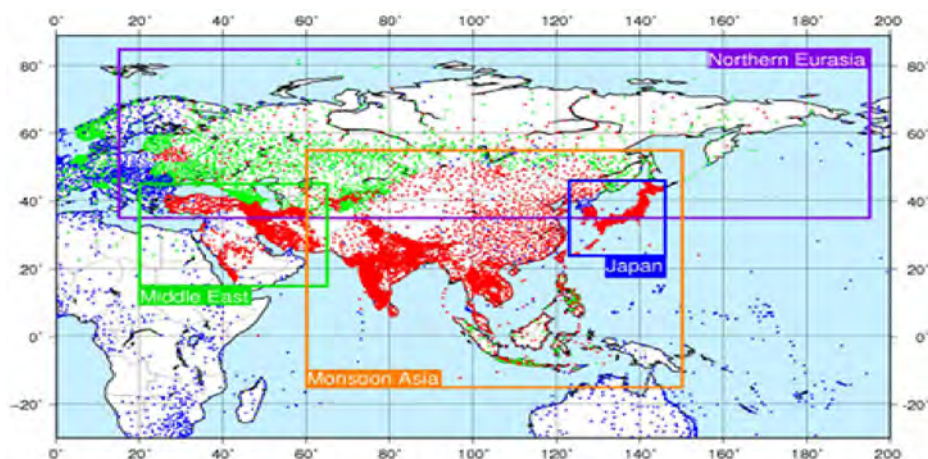 0° 20° 40° 60° 80° 100° 120° 140° 160° 180° 200°
80° 80°
Northern Eurasia
60° 60°
40° 40°
20° 20°
Japan
Middle East
0° 0°
Monsoon Asia
-20° -20°
0° 20° 40° 60° 80° 100° 120° 140° 160° 180° 200°